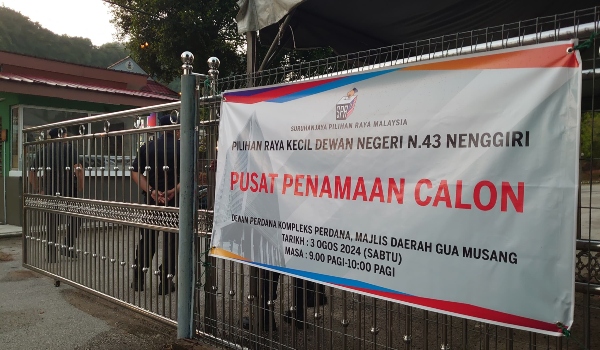 SPR
SURUHANJAYA PILIHAN RAYA MALAYSIA
PILIHAN RAYA KECIL DEWAN NEGERI N.43 NENGGIRI
PUSAT PENAMAAN CALON
DEWAN PERDANA KOMPLEKS PERDANA, MAJLIS DAERAH GUA MUSANG
TARIKH : 3 OGOS 2024 (SABTU)
MASA : 9.00 PAGI-10:00 PAGI